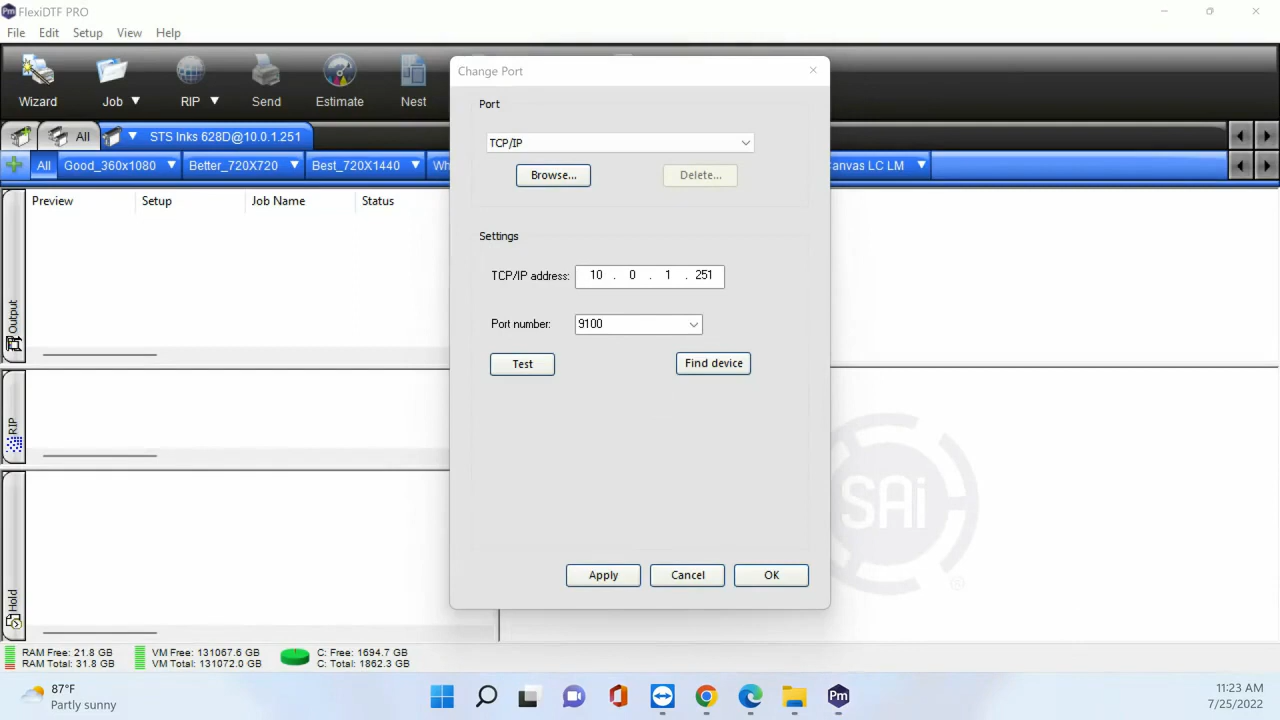 FlexiDTF PRO
File Edit Setup View Help
Wizard Job RIP Send Estimate Nest
All STS Inks 628D@10.0.1.251
All Good_360x1080 Better_720X720 Best_720X1440 anvas LC LM
Preview Setup Job Name Status
Output
RIP
Hold
Change Port
Port
TCP/IP
Browse... Delete...
Settings
TCP/IP address: 10 . 0 . 1 . 251
Port number: 9100
Test Find device
Apply Cancel OK
SAi
RAM Free: 21.8 GB VM Free: 131067.6 GB C: Free: 1694.7 GB
RAM Total: 31.8 GB VM Total: 131072.0 GB C: Total: 1862.3 GB
87°F
Partly sunny
Pm
11:23 AM
7/25/2022